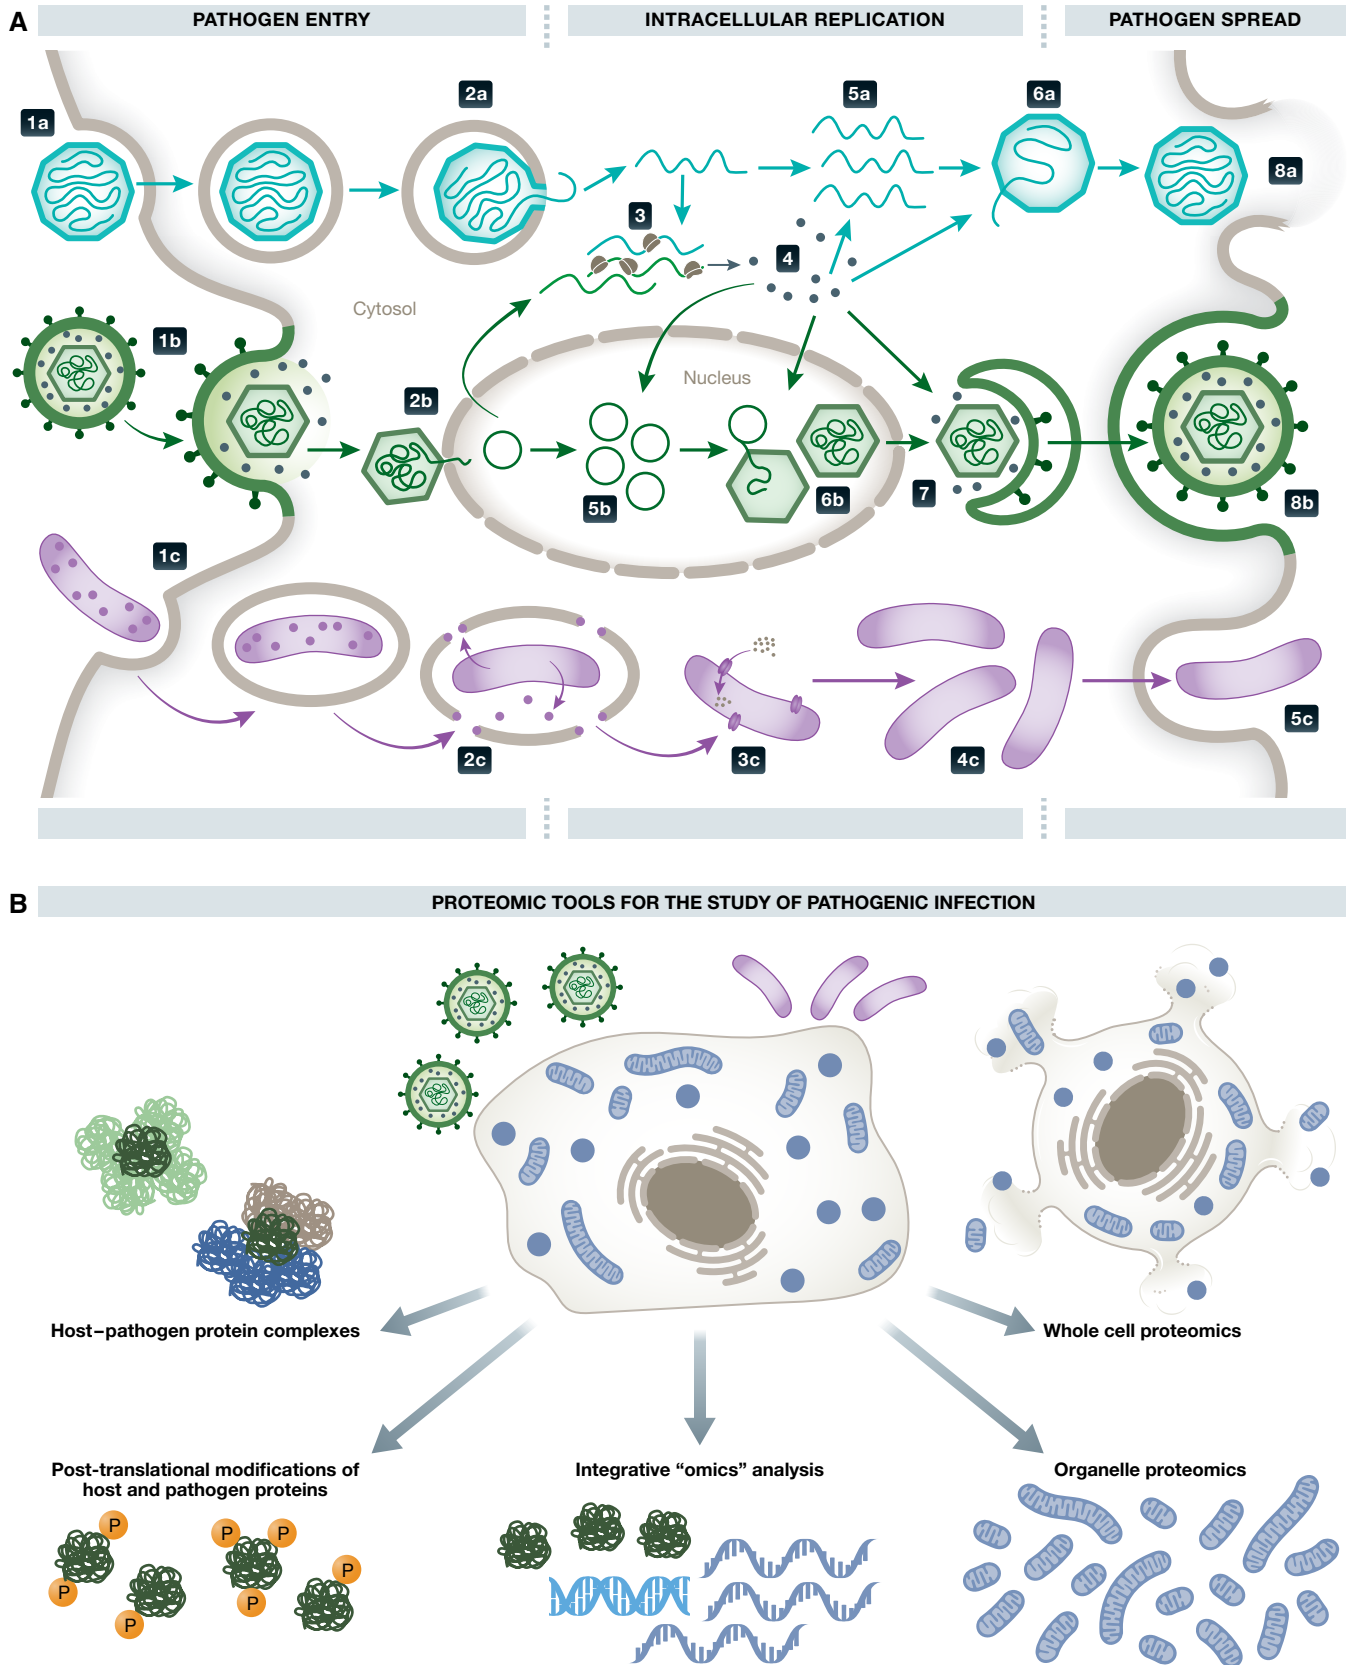 A
PATHOGEN ENTRY
INTRACELLULAR REPLICATION
PATHOGEN SPREAD
1a
2a
5a
6a
8a
3
4
Cytosol
1b
2b
Nucleus
5b
6b
7
8b
1c
2c
3c
4c
5c
B
PROTEOMIC TOOLS FOR THE STUDY OF PATHOGENIC INFECTION
Host–pathogen protein complexes
Whole cell proteomics
Post-translational modifications of
host and pathogen proteins
Integrative “omics” analysis
Organelle proteomics
P
P
P
P
P
P
P